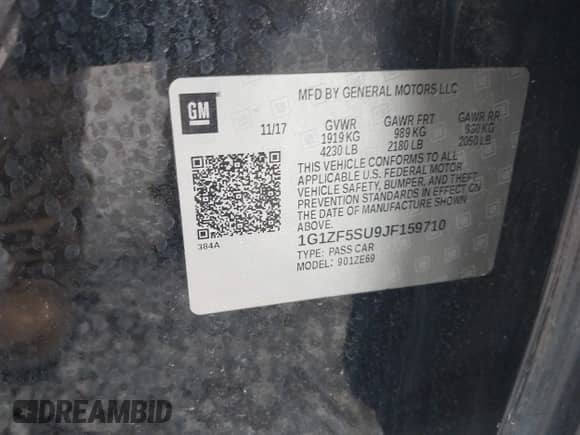 MFD BY GENERAL MOTORS LLC
GM
11/17
GVWR GAWR FRT GAWR RR
1919 KG 989 KG 930 KG
4230 LB 2180 LB 2050 LB
THIS VEHICLE CONFORMS TO ALL
APPLICABLE U.S. FEDERAL MOTOR
VEHICLE SAFETY, BUMPER, AND THEFT
PREVENTION STANDARDS IN EFFECT ON
THE DATE OF MANUFACTURE SHOWN
ABOVE.
384A
1G1ZF5SU9JF159710
TYPE: PASS CAR
MODEL: 901ZE69
DREAMBID